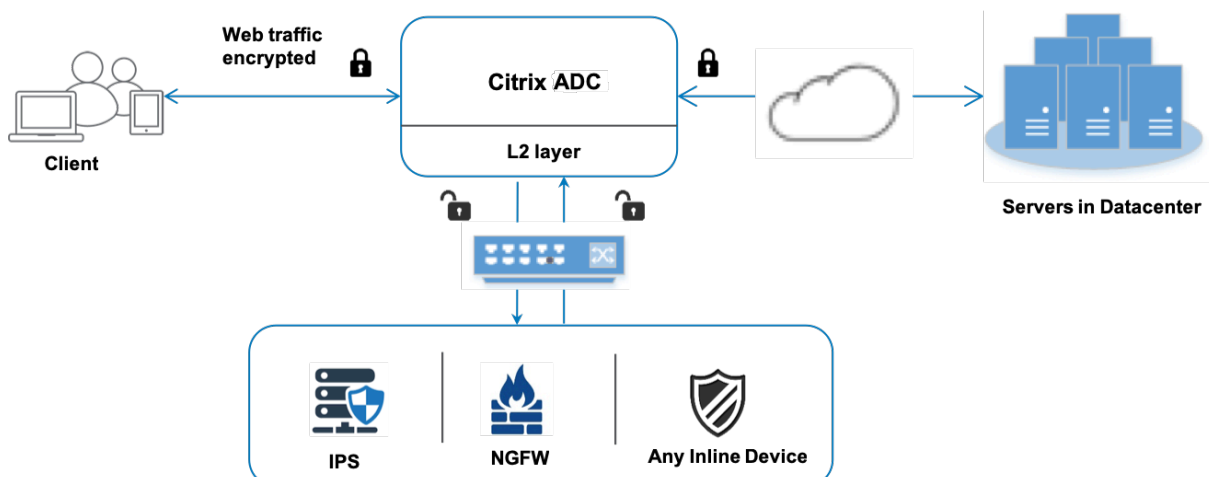 Web traffic
encrypted
Citrix ADC
L2 layer
Client
Servers in Datacenter
IPS
NGFW
Any Inline Device